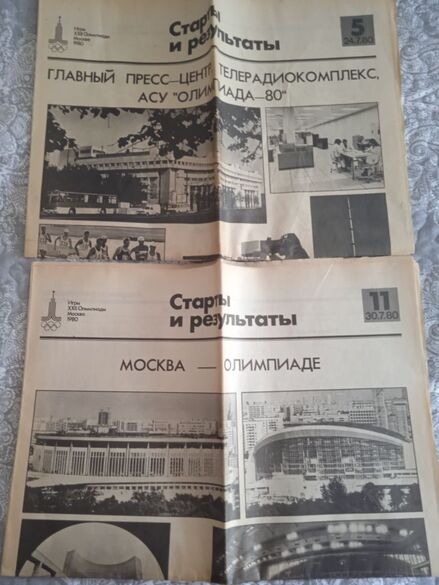 Игры
XXII Олимпиады
Москва
1980
Старты
и результаты
5
24.7.80
ГЛАВНЫЙ ПРЕСС—ЦЕНТР, ТЕЛЕРАДИОКОМПЛЕКС,
АСУ "ОЛИМПИАДА—80"
Игры
XXII Олимпиады
Москва
1980
Старты
и результаты
11
30.7.80
МОСКВА — ОЛИМПИАДЕ